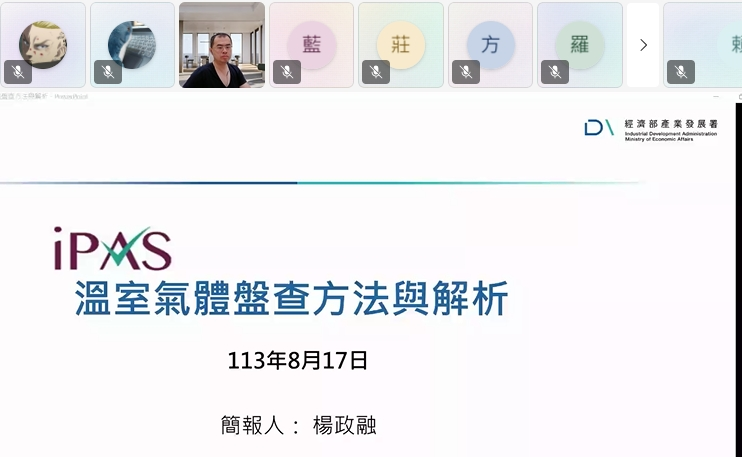 藍
莊
方
羅
經濟部產業發展署
Industrial Development Administration
Ministry of Economic Affairs
iPAS
溫室氣體盤查方法與解析
113年8月17日
簡報人： 楊政融